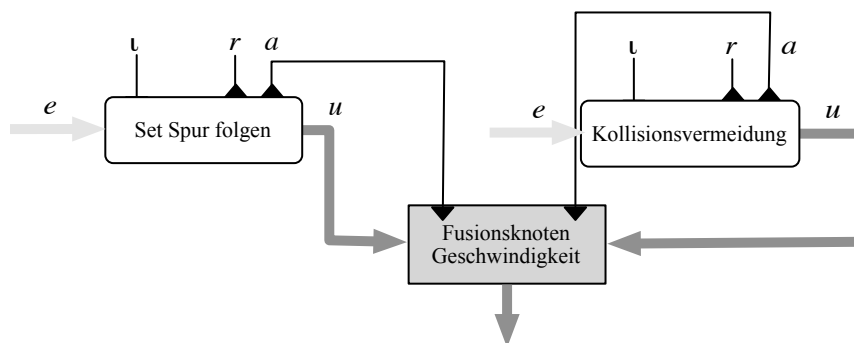 ι r a
ι r a
e Set Spur folgen u
e Kollisionsvermeidung u
Fusionsknoten
Geschwindigkeit